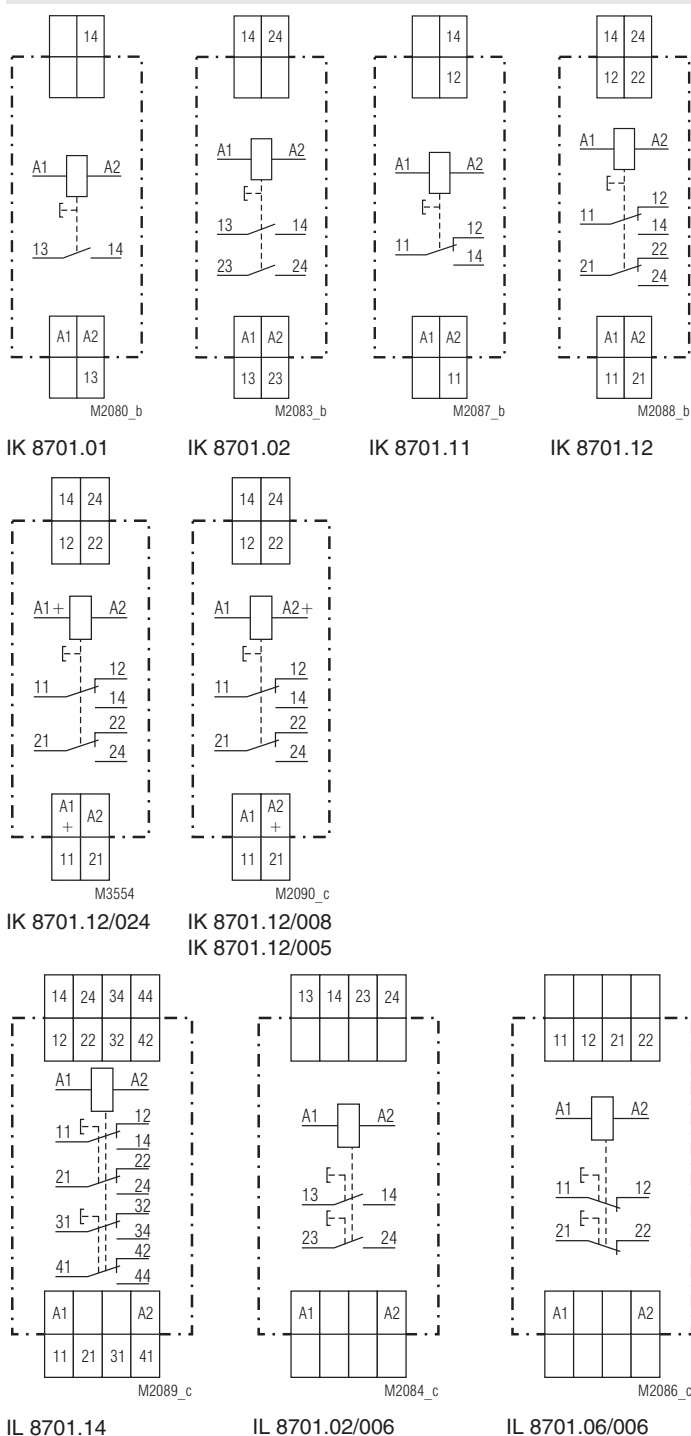 14 14 24 14 14 24
12 12 22
A1 A2 A1 A2 A1 A2 A1 A2
13 14 13 14 11 12 14 11 12 14
23 24 21 22 24
A1 A2 A1 A2 A1 A2 A1 A2
13 13 23 11 11 21
M2080_b M2083_b M2087_b M2088_b
IK 8701.01 IK 8701.02 IK 8701.11 IK 8701.12
14 24 14 24
12 22 12 22
A1+ A2 A1 A2+
11 12 14 11 12 14
21 22 24 21 22 24
A1 + A2 A1 A2 +
11 21 11 21
M3554 M2090_c
IK 8701.12/024 IK 8701.12/008
IK 8701.12/005
14 24 34 44 13 14 23 24
12 22 32 42 11 12 21 22
A1 A2 A1 A2 A1 A2
11 12 14 13 14 11 12
21 22 24 23 24 21 22
31 32 34
41 42 44
A1 A2 A1 A2 A1 A2
11 21 31 41
M2089_c M2084_c M2086_c
IL 8701.14 IL 8701.02/006 IL 8701.06/006